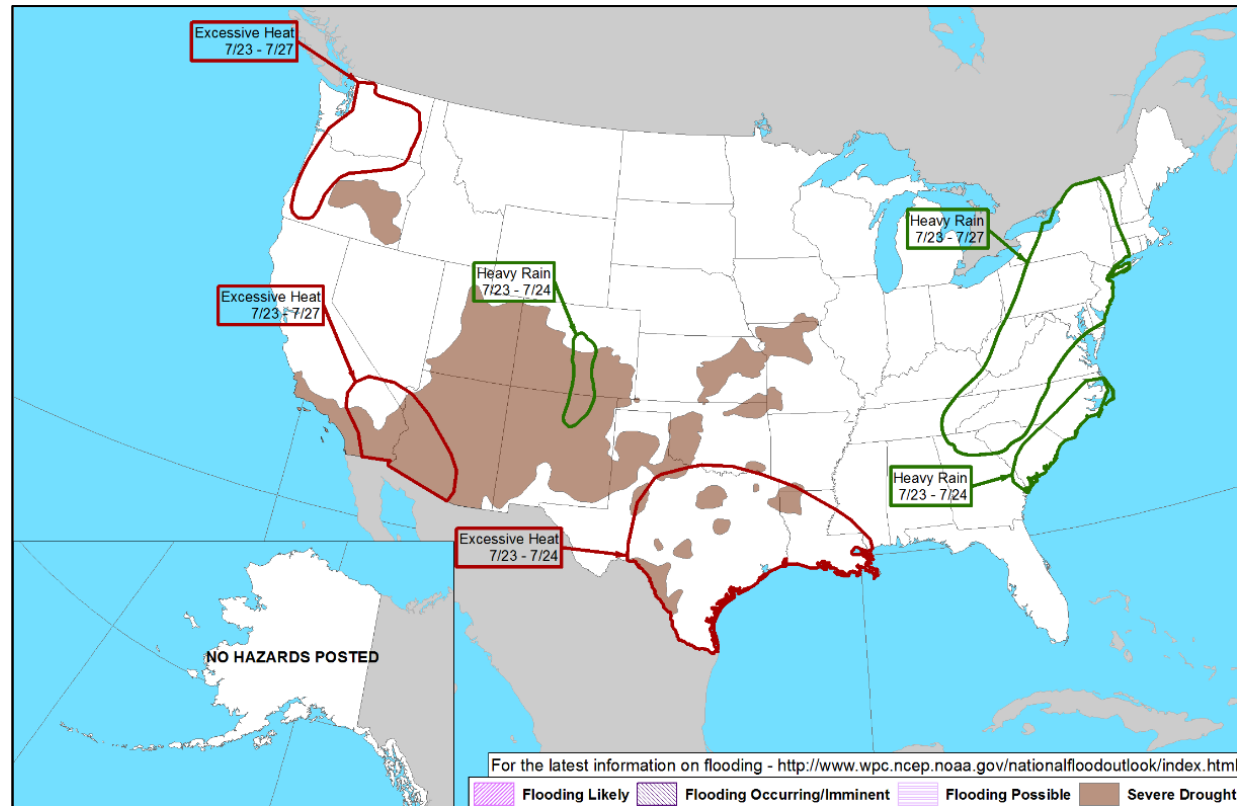 Excessive Heat
7/23 - 7/27
Heavy Rain
7/23 - 7/27
Heavy Rain
7/23 - 7/24
Excessive Heat
7/23 - 7/27
Heavy Rain
7/23 - 7/24
Excessive Heat
7/23 - 7/24
NO HAZARDS POSTED
For the latest information on flooding - http://www.wpc.ncep.noaa.gov/nationalfloodoutlook/index.html
Flooding Likely
Flooding Occurring/Imminent
Flooding Possible
Severe Drought